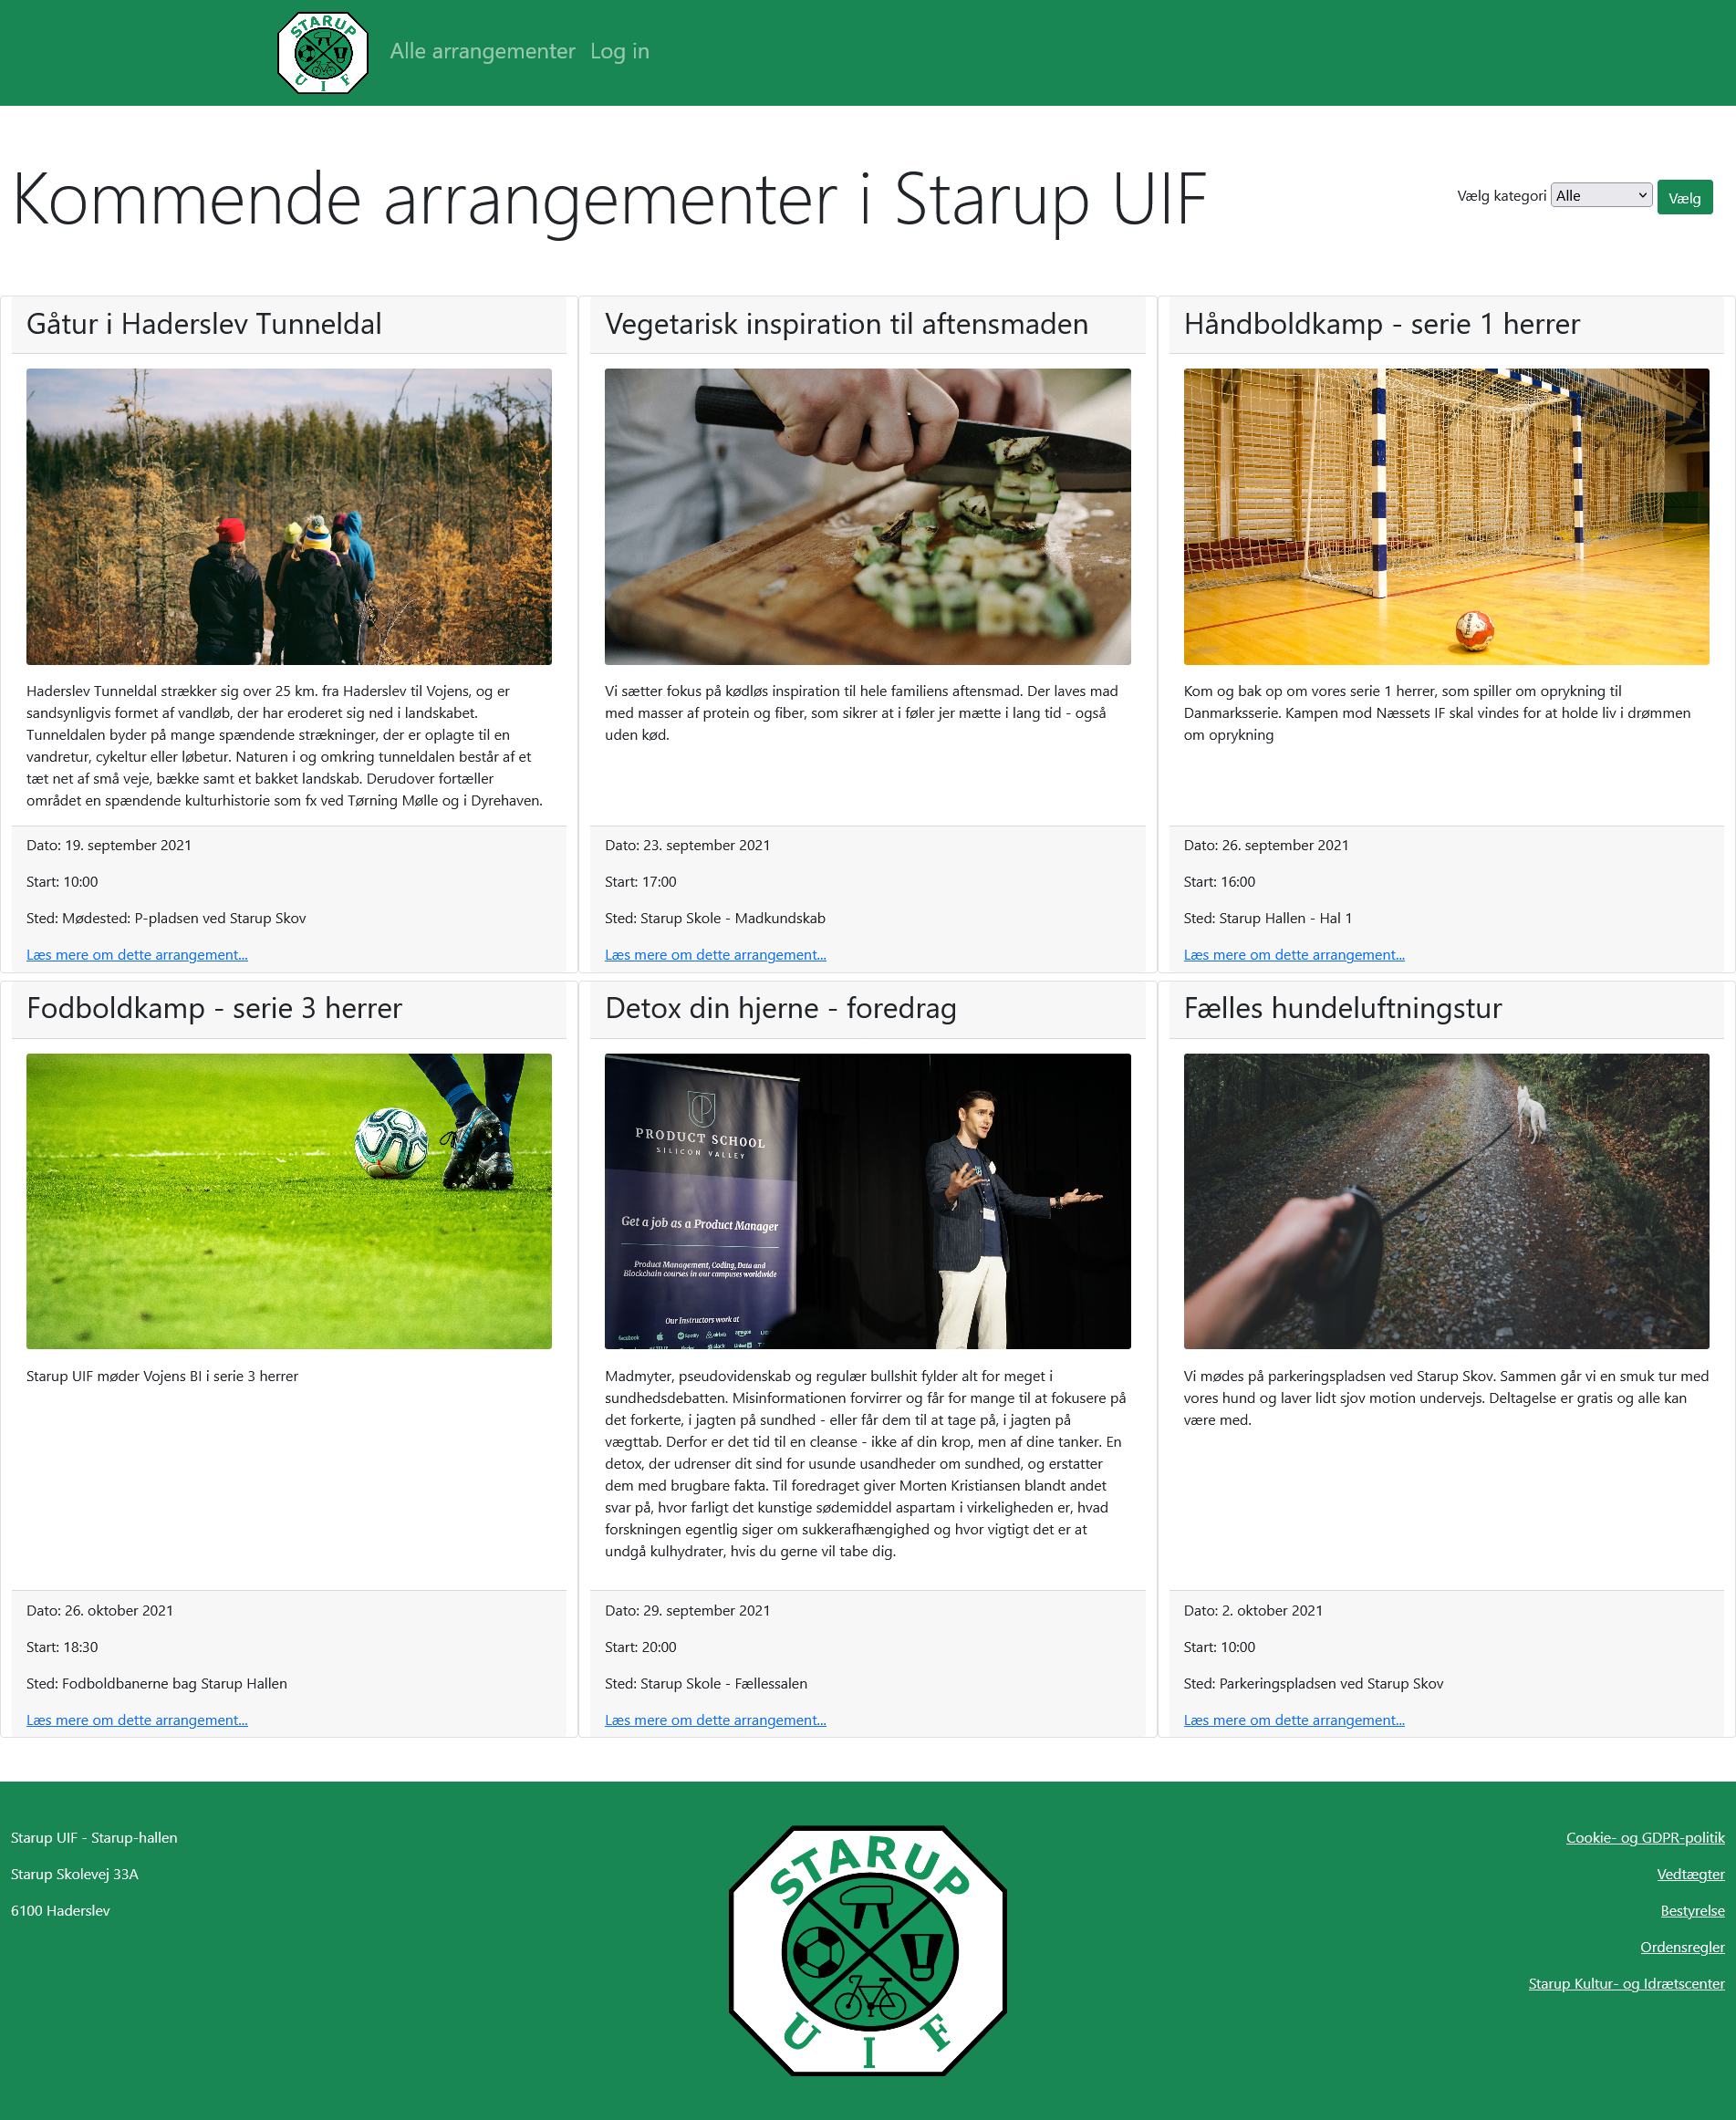 STARUP
UIF
Alle arrangementer Log in
Kommende arrangementer i Starup UIF
Vælg kategori Alle Vælg
Gåtur i Haderslev Tunneldal
Haderslev Tunneldal strækker sig over 25 km. fra Haderslev til Vojens, og er
sandsynligvis formet af vandløb, der har eroderet sig ned i landskabet.
Tunneldalen byder på mange spændende strækninger, der er oplagte til en
vandretur, cykeltur eller løbetur. Naturen i og omkring tunneldalen består af et
tæt net af små veje, bække samt et bakket landskab. Derudover fortæller
området en spændende kulturhistorie som fx ved Tørning Mølle og i Dyrehaven.
Dato: 19. september 2021
Start: 10:00
Sted: Mødested: P-pladsen ved Starup Skov
Læs mere om dette arrangement...
Vegetarisk inspiration til aftensmaden
Vi sætter fokus på kødløs inspiration til hele familiens aftensmad. Der laves mad
med masser af protein og fiber, som sikrer at i føler jer mætte i lang tid - også
uden kød.
Dato: 23. september 2021
Start: 17:00
Sted: Starup Skole - Madkundskab
Læs mere om dette arrangement...
Håndboldkamp - serie 1 herrer
Kom og bak op om vores serie 1 herrer, som spiller om oprykning til
Danmarksserie. Kampen mod Næssets IF skal vindes for at holde liv i drømmen
om oprykning
Dato: 26. september 2021
Start: 16:00
Sted: Starup Hallen - Hal 1
Læs mere om dette arrangement...
Fodboldkamp - serie 3 herrer
Starup UIF møder Vojens BI i serie 3 herrer
Dato: 26. oktober 2021
Start: 18:30
Sted: Fodboldbanerne bag Starup Hallen
Læs mere om dette arrangement...
Detox din hjerne - foredrag
PRODUCT SCHOOL
SILICON VALLEY
Get a job as a Product Manager
Product Management, Coding, Data and
Blockchain courses in our campuses worldwide
Our Instructors work at
facebook Spotify airbnb amazon
slack LinkedIn
Madmyter, pseudovidenskab og regulær bullshit fylder alt for meget i
sundhedsdebatten. Misinformationen forvirrer og får for mange til at fokusere på
det forkerte, i jagten på sundhed - eller får dem til at tage på, i jagten på
vægttab. Derfor er det tid til en cleanse - ikke af din krop, men af dine tanker. En
detox, der udrenser dit sind for usunde usandheder om sundhed, og erstatter
dem med brugbare fakta. Til foredraget giver Morten Kristiansen blandt andet
svar på, hvor farligt det kunstige sødemiddel aspartam i virkeligheden er, hvad
forskningen egentlig siger om sukkerafhængighed og hvor vigtigt det er at
undgå kulhydrater, hvis du gerne vil tabe dig.
Dato: 29. september 2021
Start: 20:00
Sted: Starup Skole - Fællessalen
Læs mere om dette arrangement...
Fælles hundeluftningstur
Vi mødes på parkeringspladsen ved Starup Skov. Sammen går vi en smuk tur med
vores hund og laver lidt sjov motion undervejs. Deltagelse er gratis og alle kan
være med.
Dato: 2. oktober 2021
Start: 10:00
Sted: Parkeringspladsen ved Starup Skov
Læs mere om dette arrangement...
Starup UIF - Starup-hallen
Starup Skolevej 33A
6100 Haderslev
STARUP
UIF
Cookie- og GDPR-politik
Vedtægter
Bestyrelse
Ordensregler
Starup Kultur- og Idrætscenter